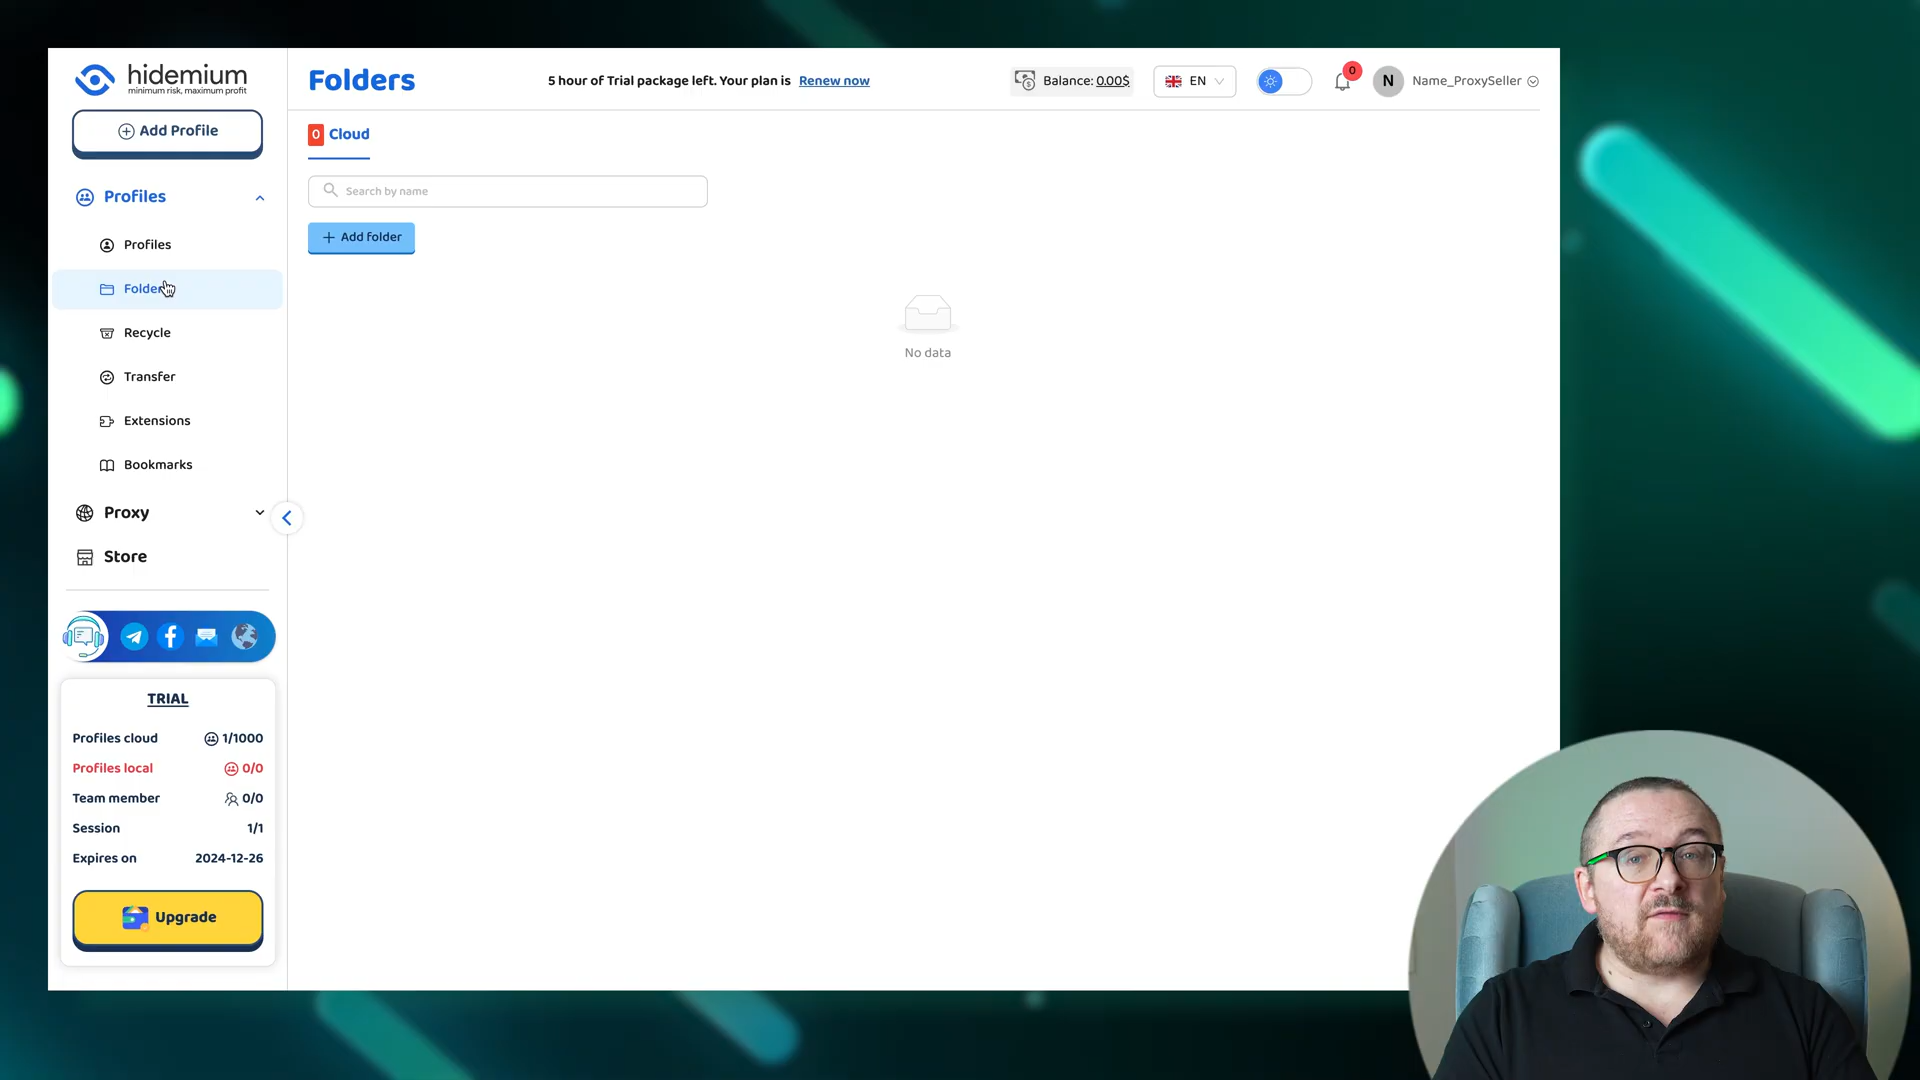 hidemium
minimum risk, maximum profit
Folders
5 hour of Trial package left. Your plan is Renew now
Balance: 0.00$
EN
0
N
Name_ProxySeller
Add Profile
0 Cloud
Profiles
Search by name
Profiles
+ Add folder
Folder
Recycle
No data
Transfer
Extensions
Bookmarks
Proxy
Store
TRIAL
Profiles cloud 1/1000
Profiles local 0/0
Team member 0/0
Session 1/1
Expires on 2024-12-26
Upgrade